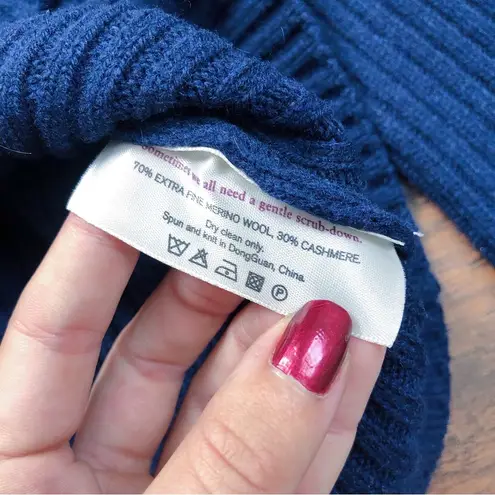 Sometimes we all need a gentle scrub-down.
70% EXTRA FINE MERINO WOOL, 30% CASHMERE.
Dry clean only.
Spun and knit in DongGuan, China.
P